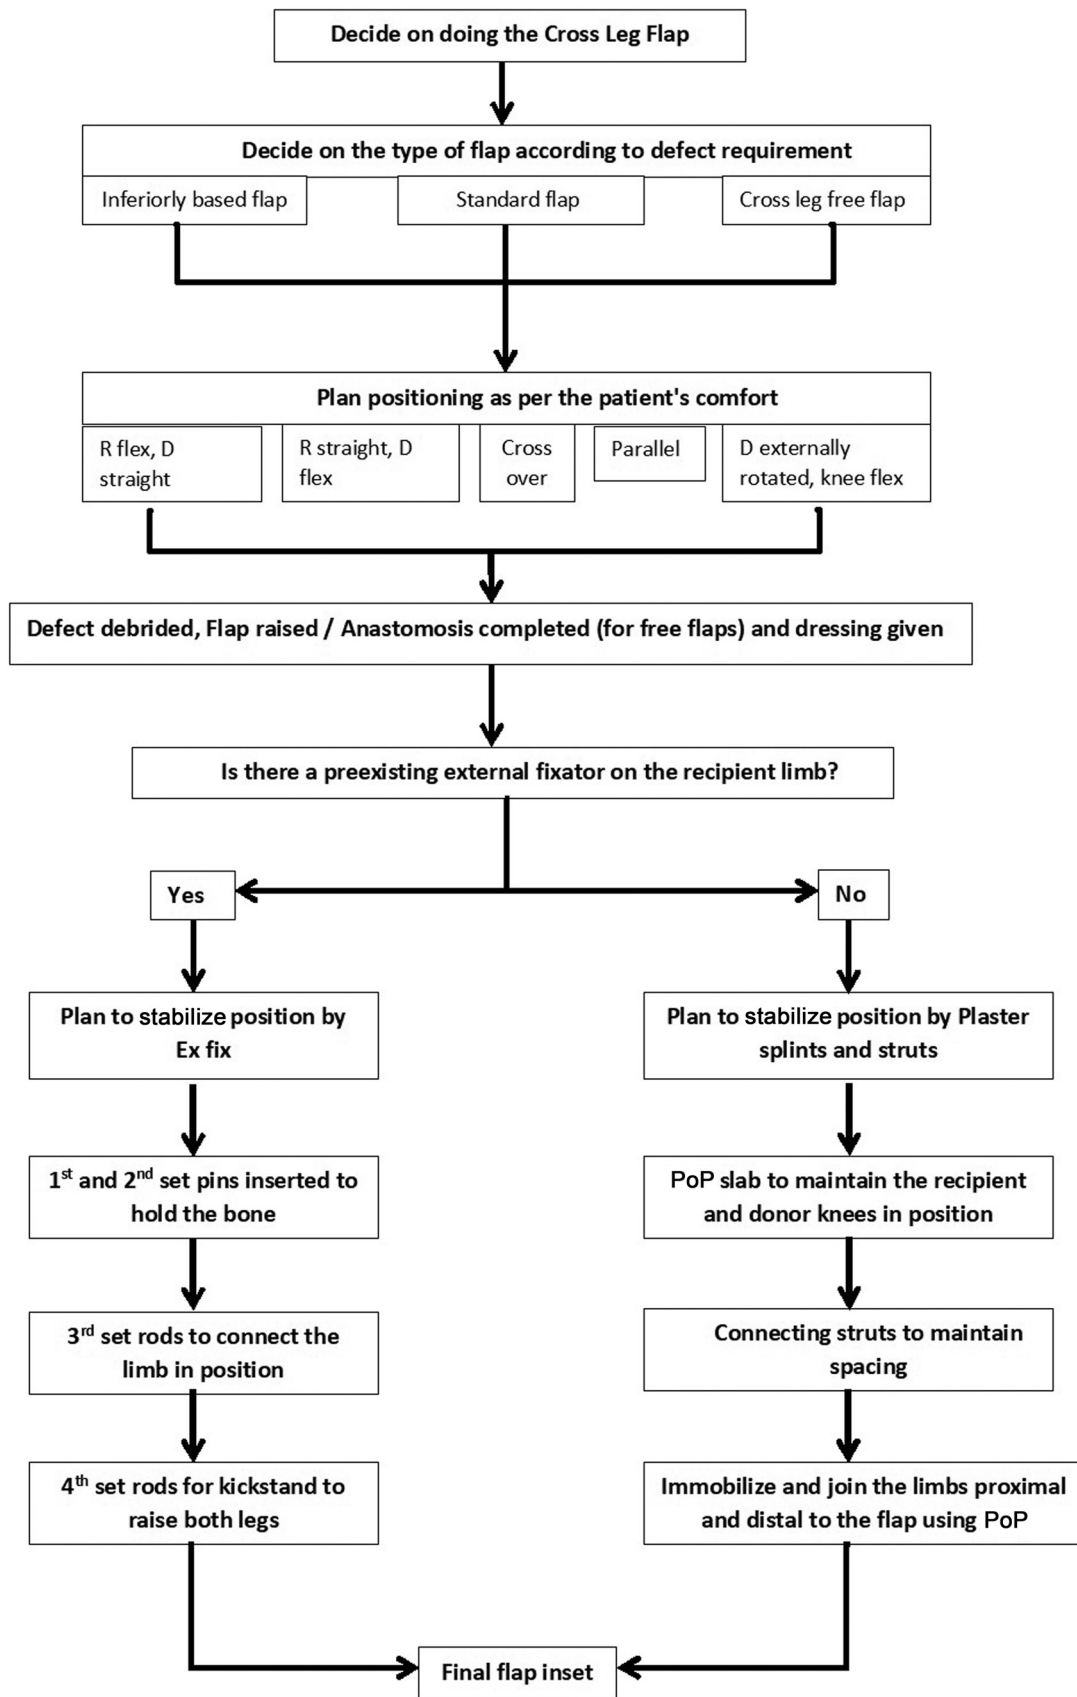 Decide on doing the Cross Leg Flap
Decide on the type of flap according to defect requirement
Inferiorly based flap
Standard flap
Cross leg free flap
Plan positioning as per the patient's comfort
R flex, D
straight
R straight, D
flex
Cross
over
Parallel
D externally
rotated, knee flex
Defect debrided, Flap raised / Anastomosis completed (for free flaps) and dressing given
Is there a preexisting external fixator on the recipient limb?
Yes
No
Plan to stabilize position by
Ex fix
Plan to stabilize position by Plaster
splints and struts
1st and 2nd set pins inserted to
hold the bone
PoP slab to maintain the recipient
and donor knees in position
3rd set rods to connect the
limb in position
Connecting struts to maintain
spacing
4th set rods for kickstand to
raise both legs
Immobilize and join the limbs proximal
and distal to the flap using PoP
Final flap inset